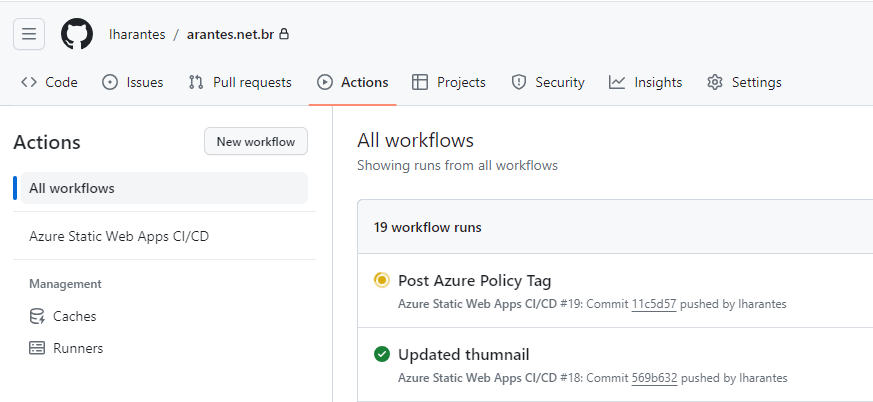 lharantes / arantes.net.br
Code Issues Pull requests Actions Projects Security Insights Settings
Actions
New workflow
All workflows
Azure Static Web Apps CI/CD
Management
Caches
Runners
All workflows
Showing runs from all workflows
19 workflow runs
Post Azure Policy Tag
Azure Static Web Apps CI/CD #19: Commit 11c5d57 pushed by lharantes
Updated thumnail
Azure Static Web Apps CI/CD #18: Commit 569b632 pushed by lharantes